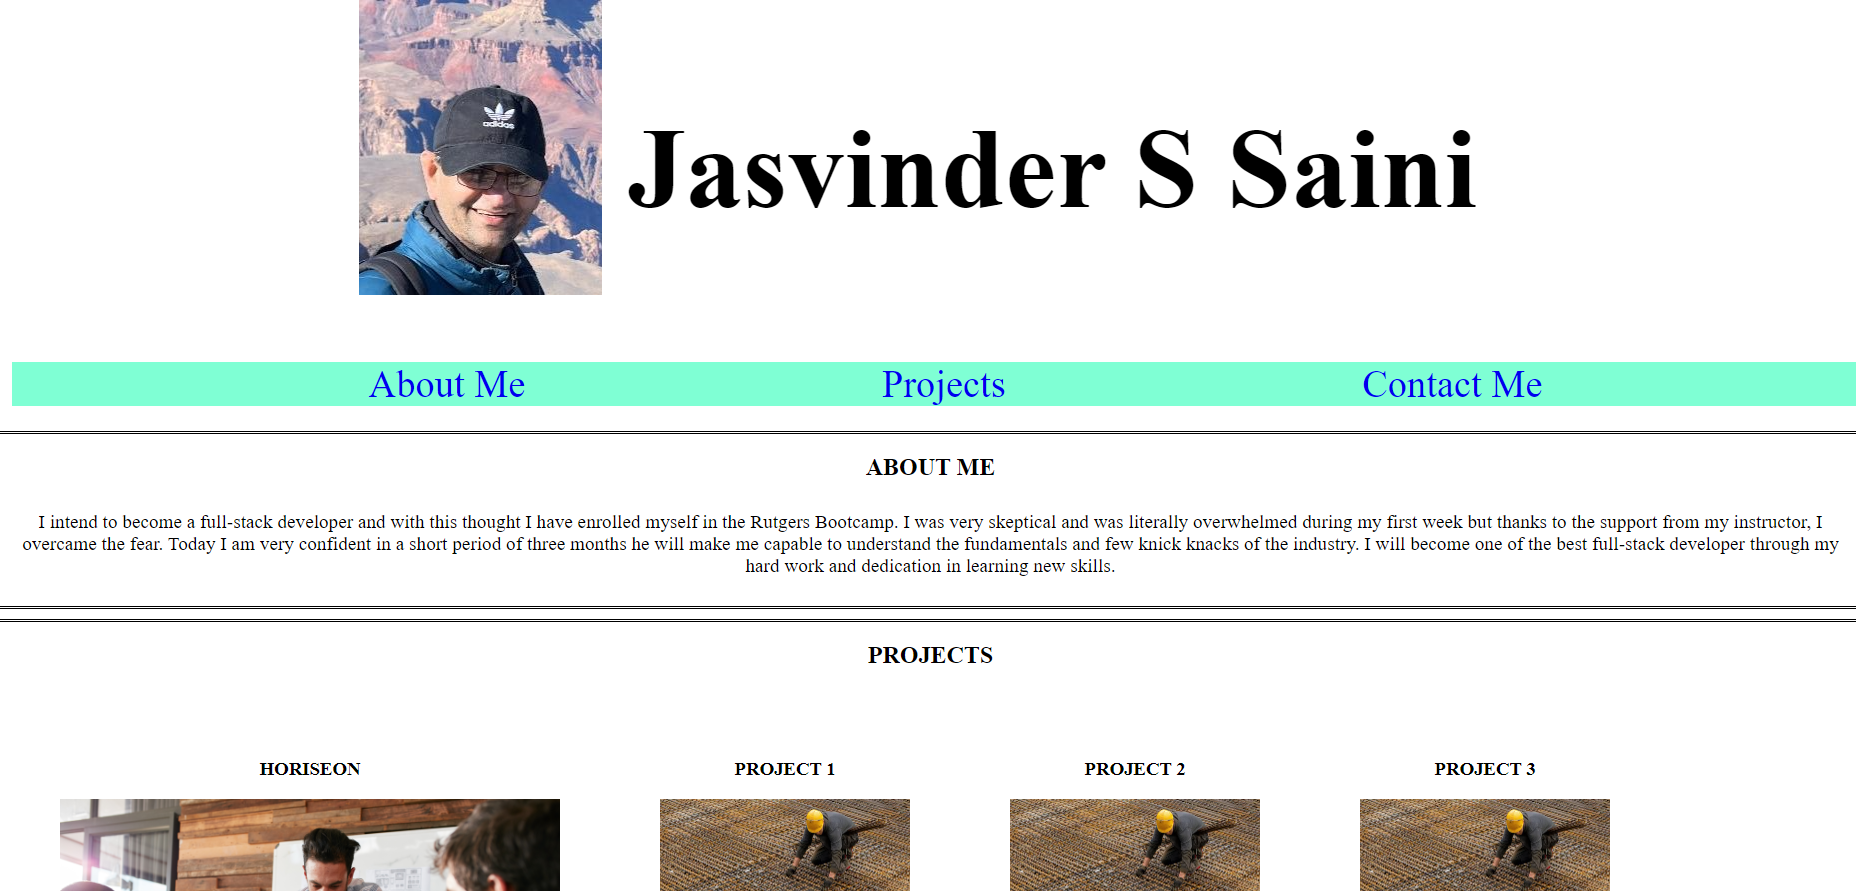 adidas
Jasvinder S Saini
About Me
Projects
Contact Me
ABOUT ME
I intend to become a full-stack developer and with this thought I have enrolled myself in the Rutgers Bootcamp. I was very skeptical and was literally overwhelmed during my first week but thanks to the support from my instructor, I
overcame the fear. Today I am very confident in a short period of three months he will make me capable to understand the fundamentals and few knick knacks of the industry. I will become one of the best full-stack developer through my
hard work and dedication in learning new skills.
PROJECTS
HORISEON
PROJECT 1
PROJECT 2
PROJECT 3